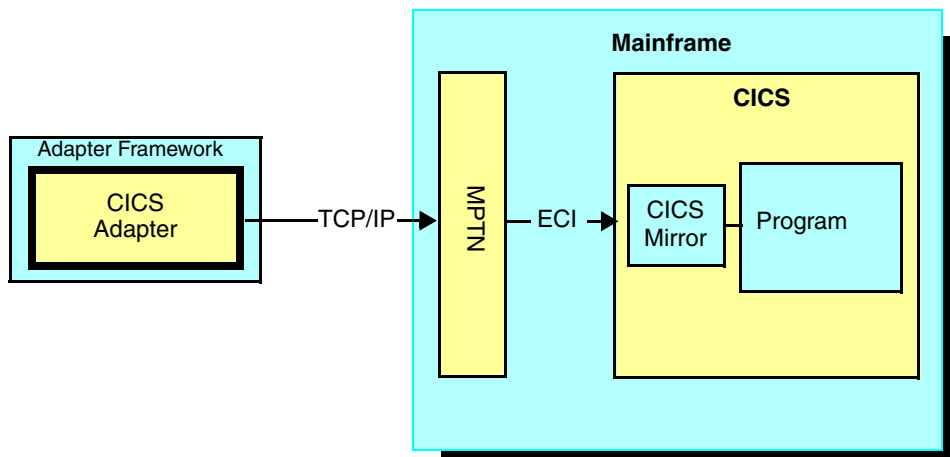 Mainframe
CICS
Adapter Framework
CICS
Adapter
TCP/IP
MPTN
ECI
CICS
Mirror
Program